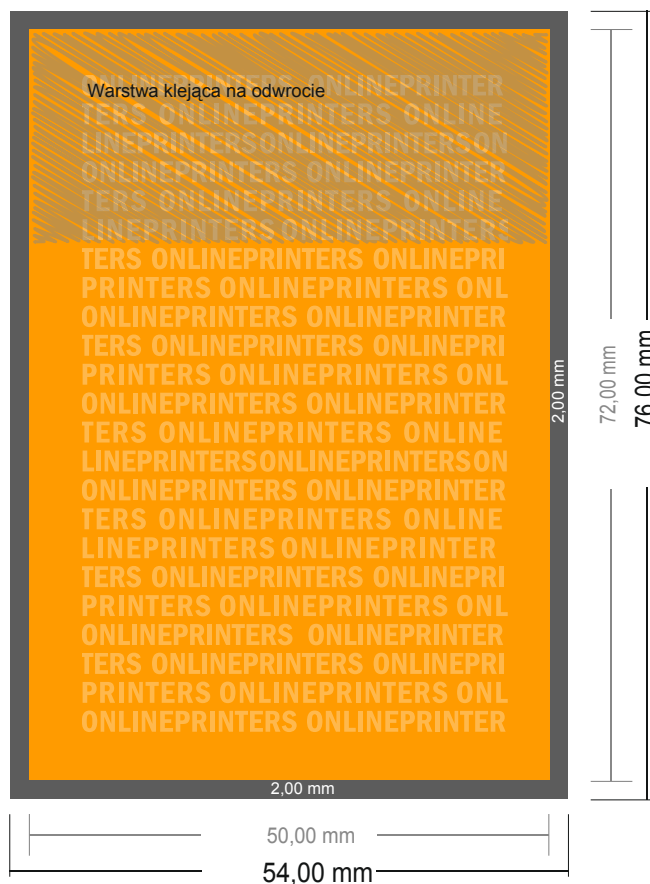 ONLINEPRINTERS ONLINEPRINTER
Warstwa klejąca na odwrocie
TERS ONLINEPRINTERS ONLINE
LINEPRINTERSONLINEPRINTERSON
ONLINEPRINTERS ONLINEPRINTER
TERS ONLINEPRINTERS ONLINE
LINEPRINTERSONLINEPRINTERS
TERS ONLINEPRINTERS ONLINEPRI
PRINTERS ONLINEPRINTERS ONL
ONLINEPRINTERS ONLINEPRINTER
TERS ONLINEPRINTERS ONLINEPRI
PRINTERS ONLINEPRINTERS ONL
ONLINEPRINTERS ONLINEPRINTER
TERS ONLINEPRINTERS ONLINE
LINEPRINTERSONLINEPRINTERSON
ONLINEPRINTERS ONLINEPRINTER
TERS ONLINEPRINTERS ONLINE
LINEPRINTERS ONLINEPRINTER
TERS ONLINEPRINTERS ONLINEPRI
PRINTERS ONLINEPRINTERS ONL
ONLINEPRINTERS ONLINEPRINTER
TERS ONLINEPRINTERS ONLINEPRI
PRINTERS ONLINEPRINTERS ONL
ONLINEPRINTERS ONLINEPRINTER
2,00 mm
72,00 mm
76,00 mm
2,00 mm
50,00 mm
54,00 mm